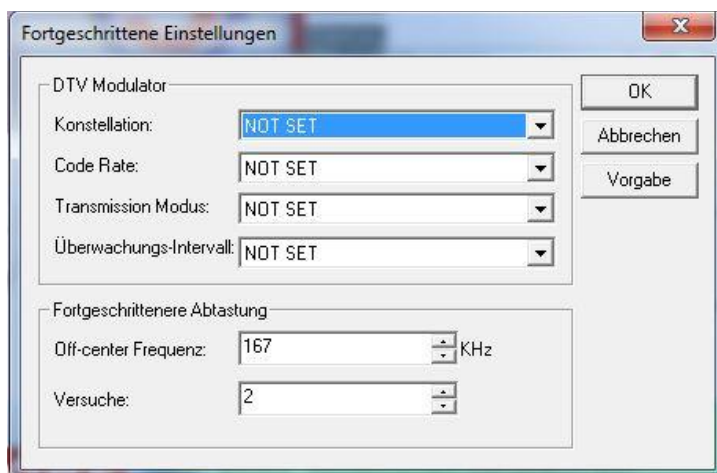 Fortgeschrittene Einstellungen
DTV Modulator
Konstellation: NOT SET
Code Rate: NOT SET
Transmission Modus: NOT SET
Überwachungs-Intervall: NOT SET
OK
Abbrechen
Vorgabe
Fortgeschrittenere Abtastung
Off-center Frequenz: 167 KHz
Versuche: 2